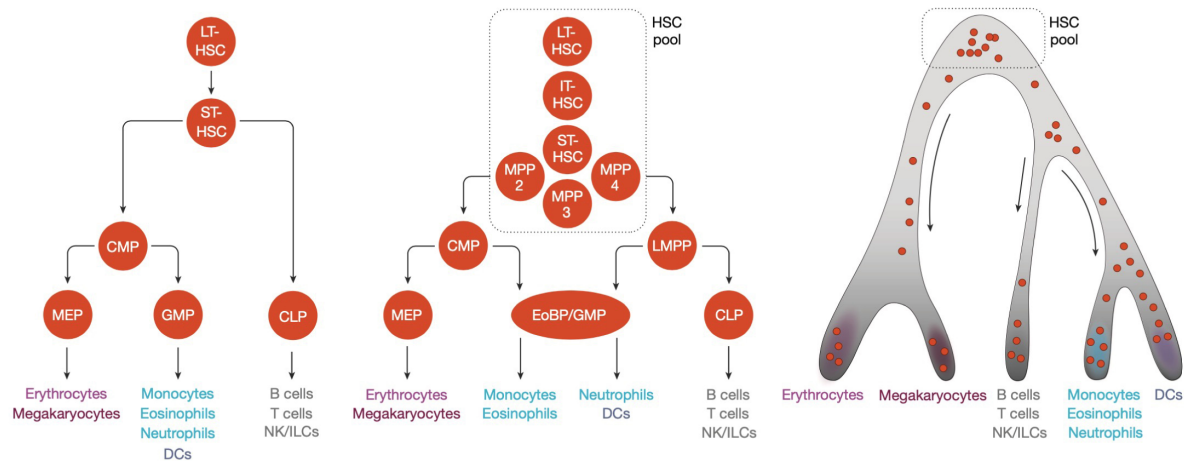 LT-
HSC
ST-
HSC
CMP
MEP
GMP
CLP
Erythrocytes
Megakaryocytes
Monocytes
Eosinophils
Neutrophils
DCs
B cells
T cells
NK/ILCs
HSC
pool
LT-
HSC
IT-
HSC
ST-
HSC
MPP
2
MPP
3
MPP
4
CMP
LMPP
MEP
EoBP/GMP
CLP
Erythrocytes
Megakaryocytes
Monocytes
Eosinophils
Neutrophils
DCs
B cells
T cells
NK/ILCs
HSC
pool
Erythrocytes
Megakaryocytes
B cells
T cells
NK/ILCs
Monocytes
Eosinophils
Neutrophils
DCs